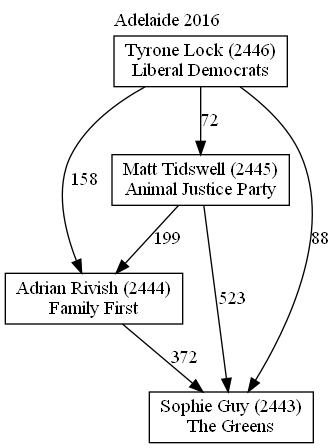 Adelaide 2016
Tyrone Lock (2446)
Liberal Democrats
72
Matt Tidswell (2445)
Animal Justice Party
158
199
88
Adrian Rivish (2444)
Family First
523
372
Sophie Guy (2443)
The Greens